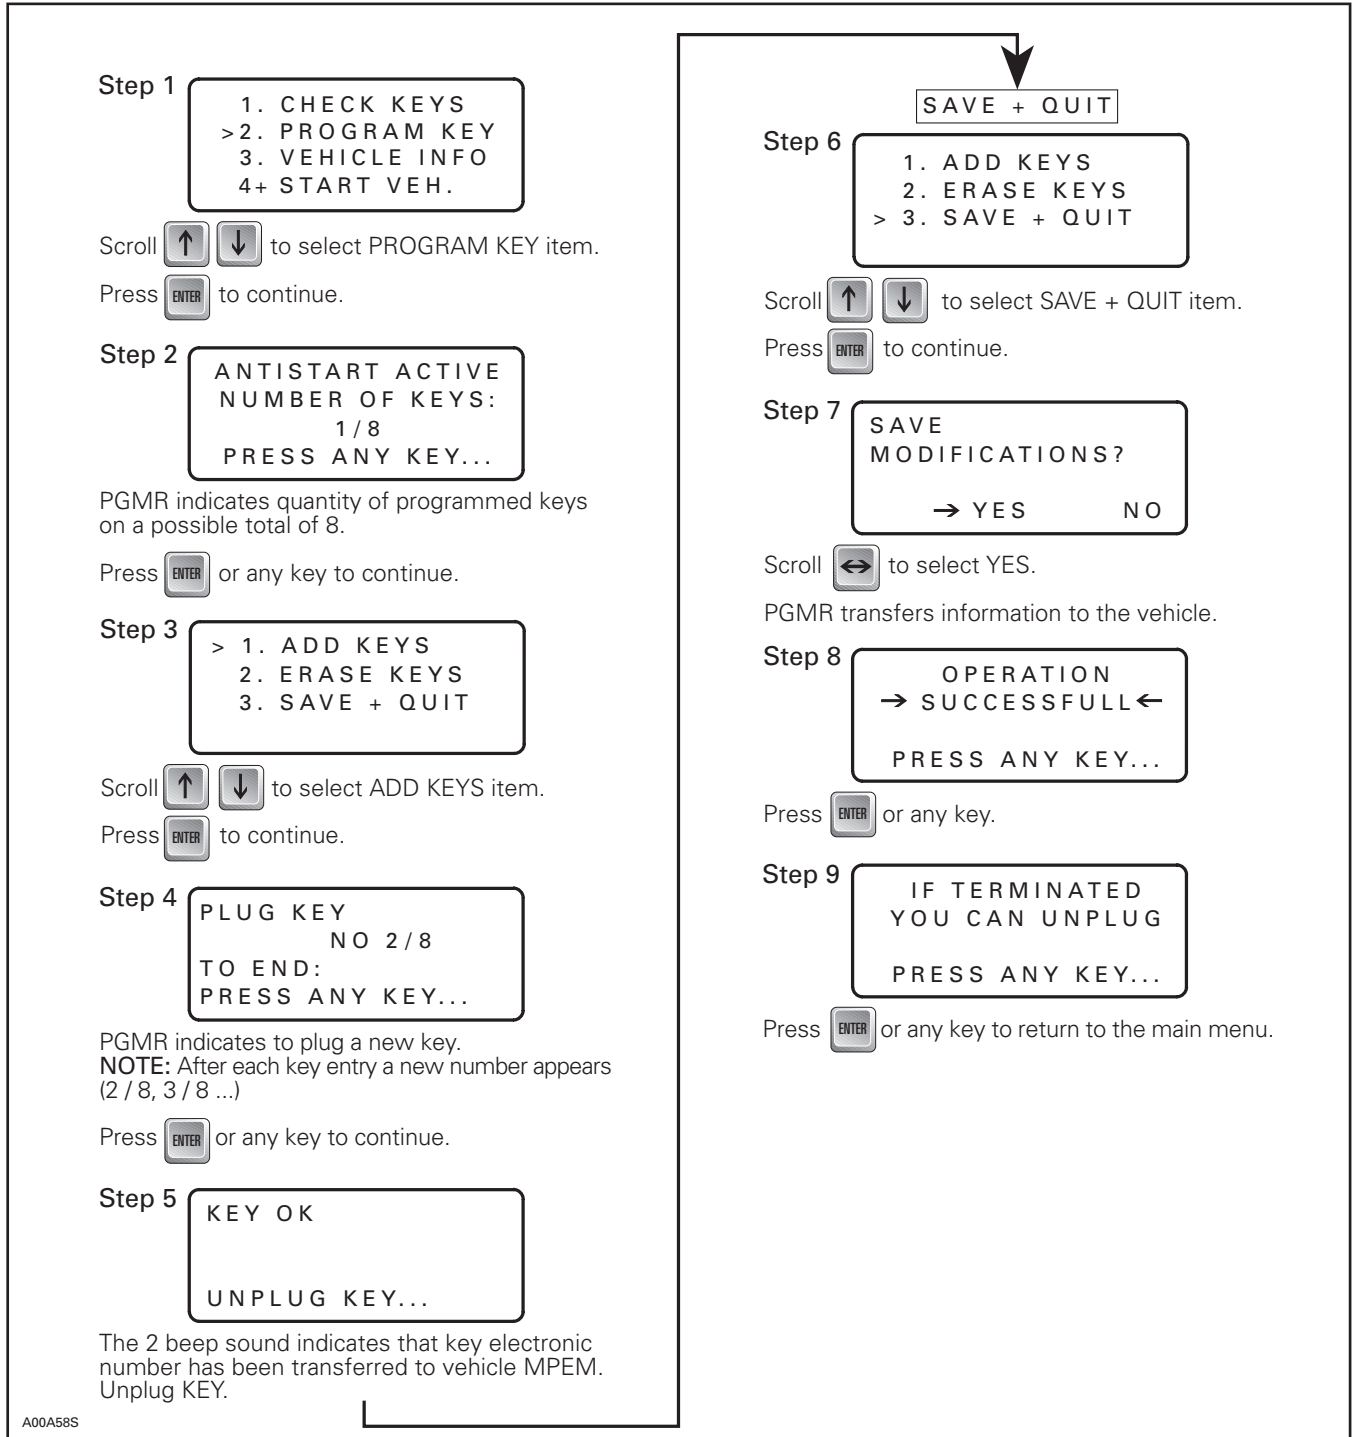 Step 1
1. CHECK KEYS
>2. PROGRAM KEY
3. VEHICLE INFO
4+ START VEH.
Scroll ↑ ↓ to select PROGRAM KEY item.
Press ENTER to continue.
Step 2
ANTISTART ACTIVE
NUMBER OF KEYS:
1/8
PRESS ANY KEY...
PGMR indicates quantity of programmed keys
on a possible total of 8.
Press ENTER or any key to continue.
Step 3
> 1. ADD KEYS
2. ERASE KEYS
3. SAVE + QUIT
Scroll ↑ ↓ to select ADD KEYS item.
Press ENTER to continue.
Step 4
PLUG KEY
NO 2/8
TO END:
PRESS ANY KEY...
PGMR indicates to plug a new key.
NOTE: After each key entry a new number appears
(2 / 8, 3 / 8 ...)
Press ENTER or any key to continue.
Step 5
KEY OK
UNPLUG KEY...
The 2 beep sound indicates that key electronic
number has been transferred to vehicle MPEM.
Unplug KEY.
A00A58S
SAVE + QUIT
Step 6
1. ADD KEYS
2. ERASE KEYS
> 3. SAVE + QUIT
Scroll ↑ ↓ to select SAVE + QUIT item.
Press ENTER to continue.
Step 7
SAVE
MODIFICATIONS?
→ YES NO
Scroll ↔ to select YES.
PGMR transfers information to the vehicle.
Step 8
OPERATION
→ SUCCESSFULL ←
PRESS ANY KEY...
Press ENTER or any key.
Step 9
IF TERMINATED
YOU CAN UNPLUG
PRESS ANY KEY...
Press ENTER or any key to return to the main menu.